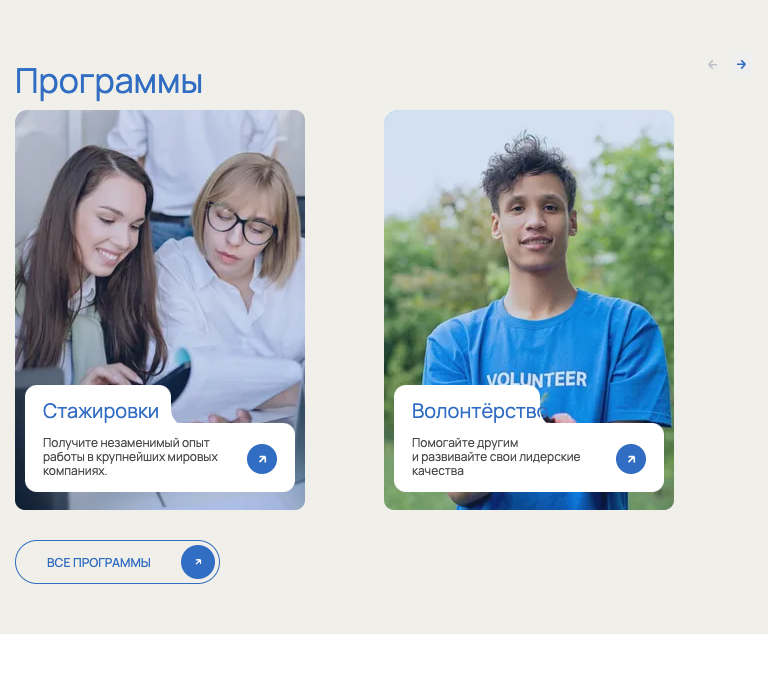 Программы
VOLUNTEER
Стажировки
Получите незаменимый опыт
работы в крупнейших мировых
компаниях.
Волонтёрство
Помогайте другим
и развивайте свои лидерские
качества
ВСЕ ПРОГРАММЫ